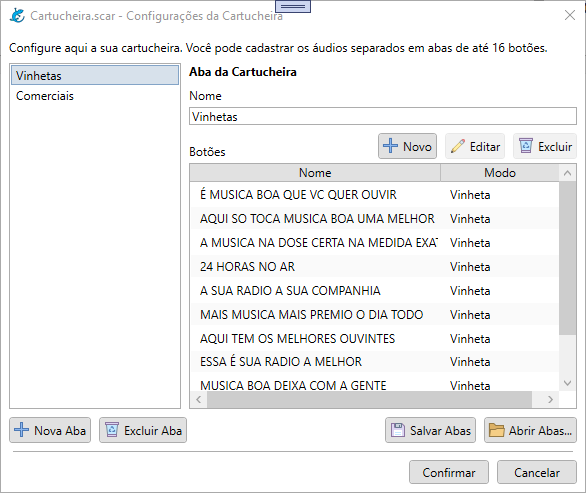 Cartucheira.scar - Configurações da Cartucheira
Configure aqui a sua cartucheira. Você pode cadastrar os áudios separados em abas de até 16 botões.
Vinhetas
Comerciais
Aba da Cartucheira
Nome
Vinhetas
Novo Editar Excluir
Botões
Nome Modo
É MUSICA BOA QUE VC QUER OUVIR Vinheta
AQUI SO TOCA MUSICA BOA UMA MELHOR Vinheta
A MUSICA NA DOSE CERTA NA MEDIDA EXAT Vinheta
24 HORAS NO AR Vinheta
A SUA RADIO A SUA COMPANHIA Vinheta
MAIS MUSICA MAIS PREMIO O DIA TODO Vinheta
AQUI TEM OS MELHORES OUVINTES Vinheta
ESSA É SUA RADIO A MELHOR Vinheta
MUSICA BOA DEIXA COM A GENTE Vinheta
Nova Aba Excluir Aba Salvar Abas Abrir Abas...
Confirmar Cancelar